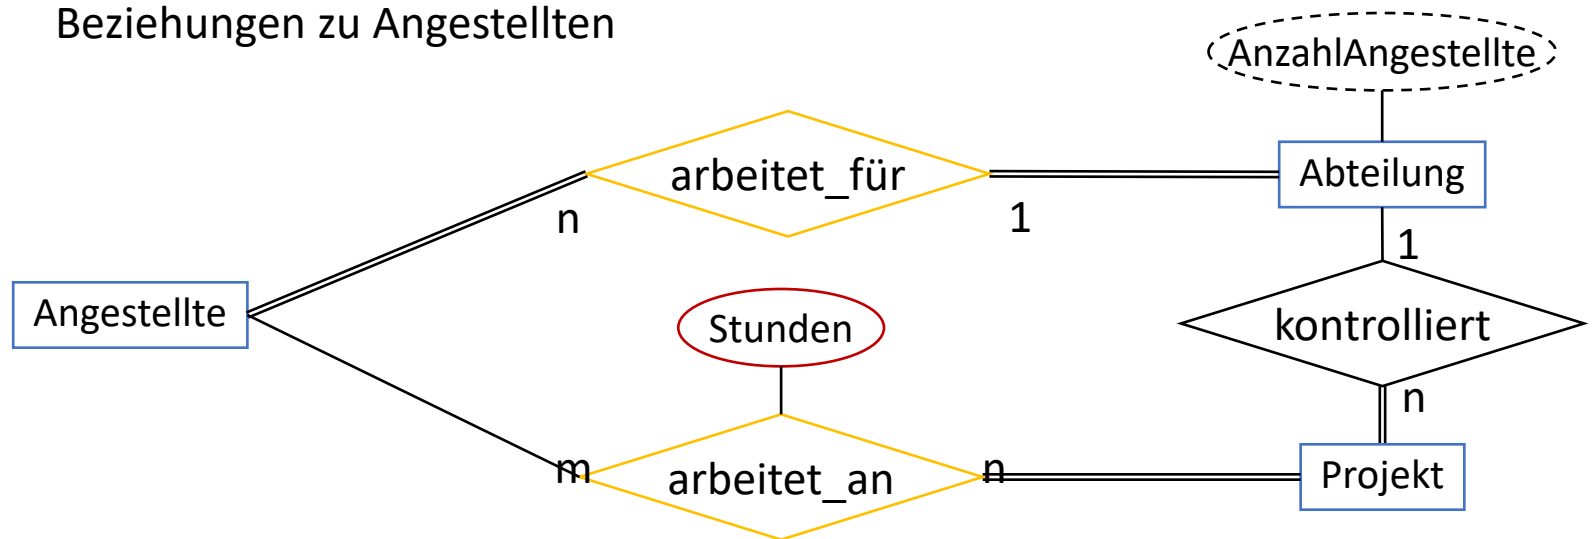 Beziehungen zu Angestellten
AnzahlAngestellte
arbeitet_für
Abteilung
n
1
1
Angestellte
Stunden
kontrolliert
n
m
arbeitet_an
n
Projekt